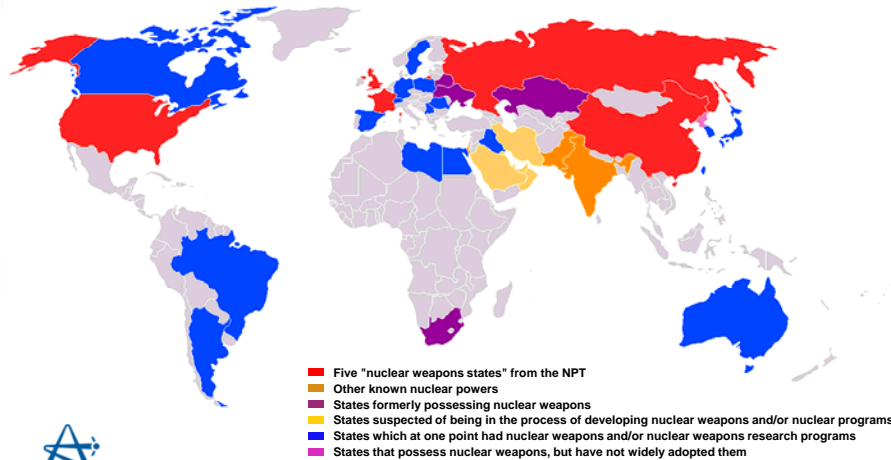 Five "nuclear weapons states" from the NPT
Other known nuclear powers
States formerly possessing nuclear weapons
States suspected of being in the process of developing nuclear weapons and/or nuclear programs
States which at one point had nuclear weapons and/or nuclear weapons research programs
States that possess nuclear weapons, but have not widely adopted them